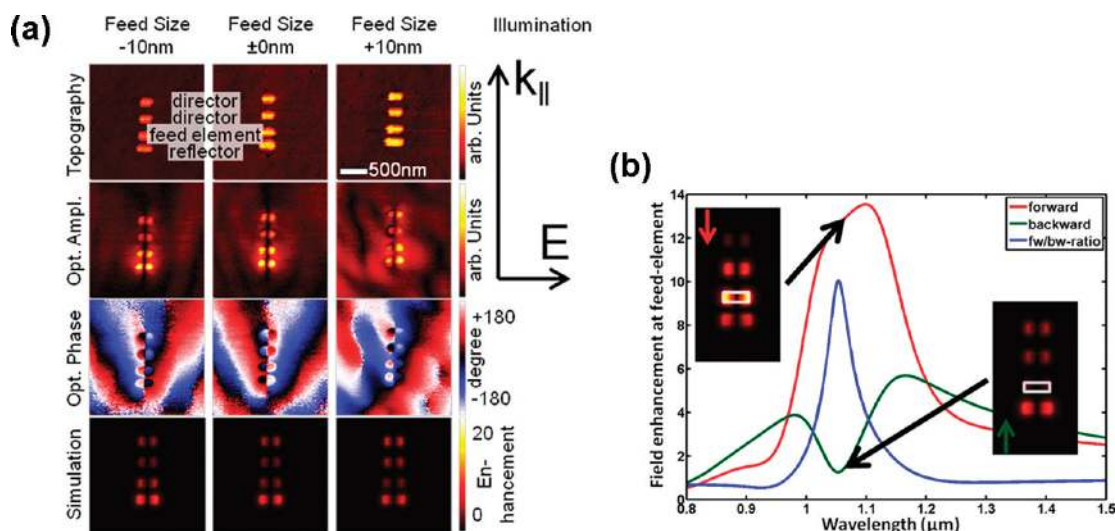 (a)
Feed Size
-10nm
Feed Size
±0nm
Feed Size
+10nm
Illumination
Topography
director
director
feed element
reflector
500nm
arb. Units
k||
Opt. Ampl.
arb. Units
E
Opt. Phase
+180
degree
-180
Simulation
20
En-
hancement
0
(b)
Field enhancement at feed-element
14
12
10
8
6
4
2
0
forward
backward
fw/bw-ratio
0.8
0.9
1
1.1
1.2
1.3
1.4
1.5
Wavelength (µm)